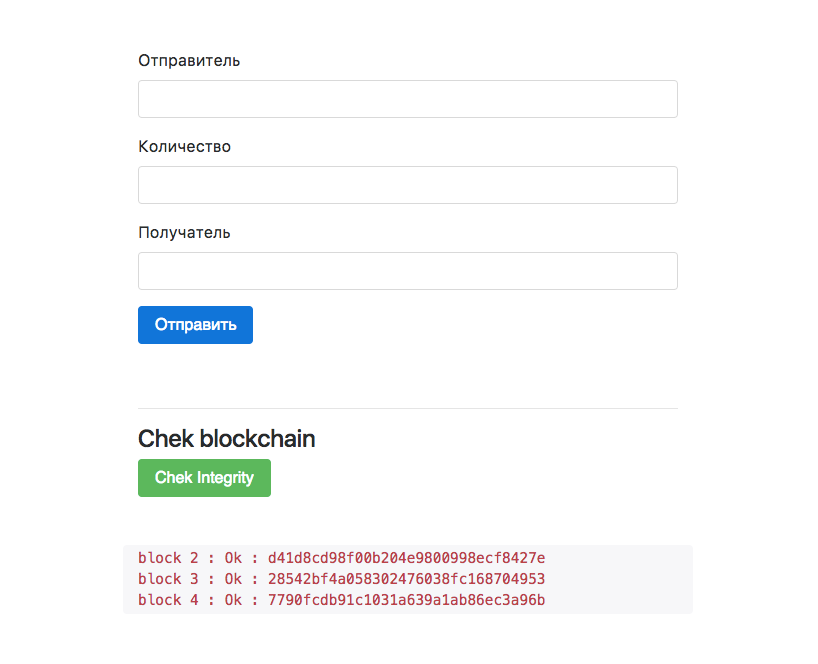 Отправитель
Количество
Получатель
Отправить
Chek blockchain
Chek Integrity
block 2 : Ok : d41d8cd98f00b204e9800998ecf8427e
block 3 : Ok : 28542bf4a058302476038fc168704953
block 4 : Ok : 7790fcdb91c1031a639a1ab86ec3a96b